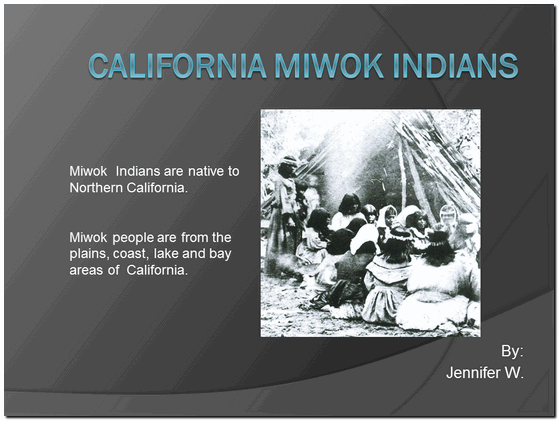 CALIFORNIA MIWOK INDIANS
Miwok Indians are native to
Northern California.
Miwok people are from the
plains, coast, lake and bay
areas of California.
By:
Jennifer W.